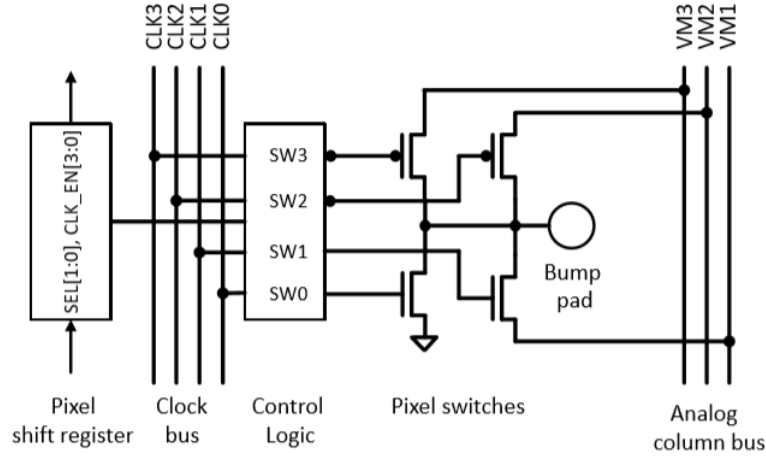 CLK3
CLK2
CLK1
CLK0
VM3
VM2
VM1
SEL[1:0], CLK_EN[3:0]
SW3
SW2
SW1
SW0
Bump
pad
Pixel
shift register
Clock
bus
Control
Logic
Pixel switches
Analog
column bus